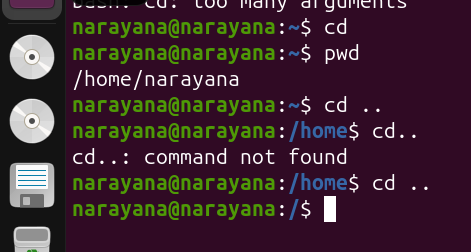 bash: cd: too many arguments
narayana@narayana:~$ cd
narayana@narayana:~$ pwd
/home/narayana
narayana@narayana:~$ cd ..
narayana@narayana:/home$ cd..
cd..: command not found
narayana@narayana:/home$ cd ..
narayana@narayana:/$